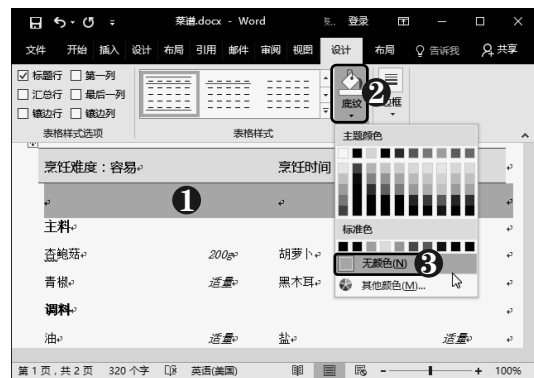 菜谱.docx - Word
登录
文件 开始 插入 设计 布局 引用 邮件 审阅 视图 设计 布局 告诉我 共享
标题行 第一列
汇总行 最后一列
镶边行 镶边列
表格样式选项
表格样式
底纹
边框
2
主题颜色
标准色
无颜色(N)
3
其他颜色(M)...
烹饪难度：容易 烹饪时间
1
主料
杏鲍菇 200g 胡萝卜
青椒 适量 黑木耳
调料
油 适量 盐 适量
第 1 页，共 2 页 320 个字 英语(美国) 100%